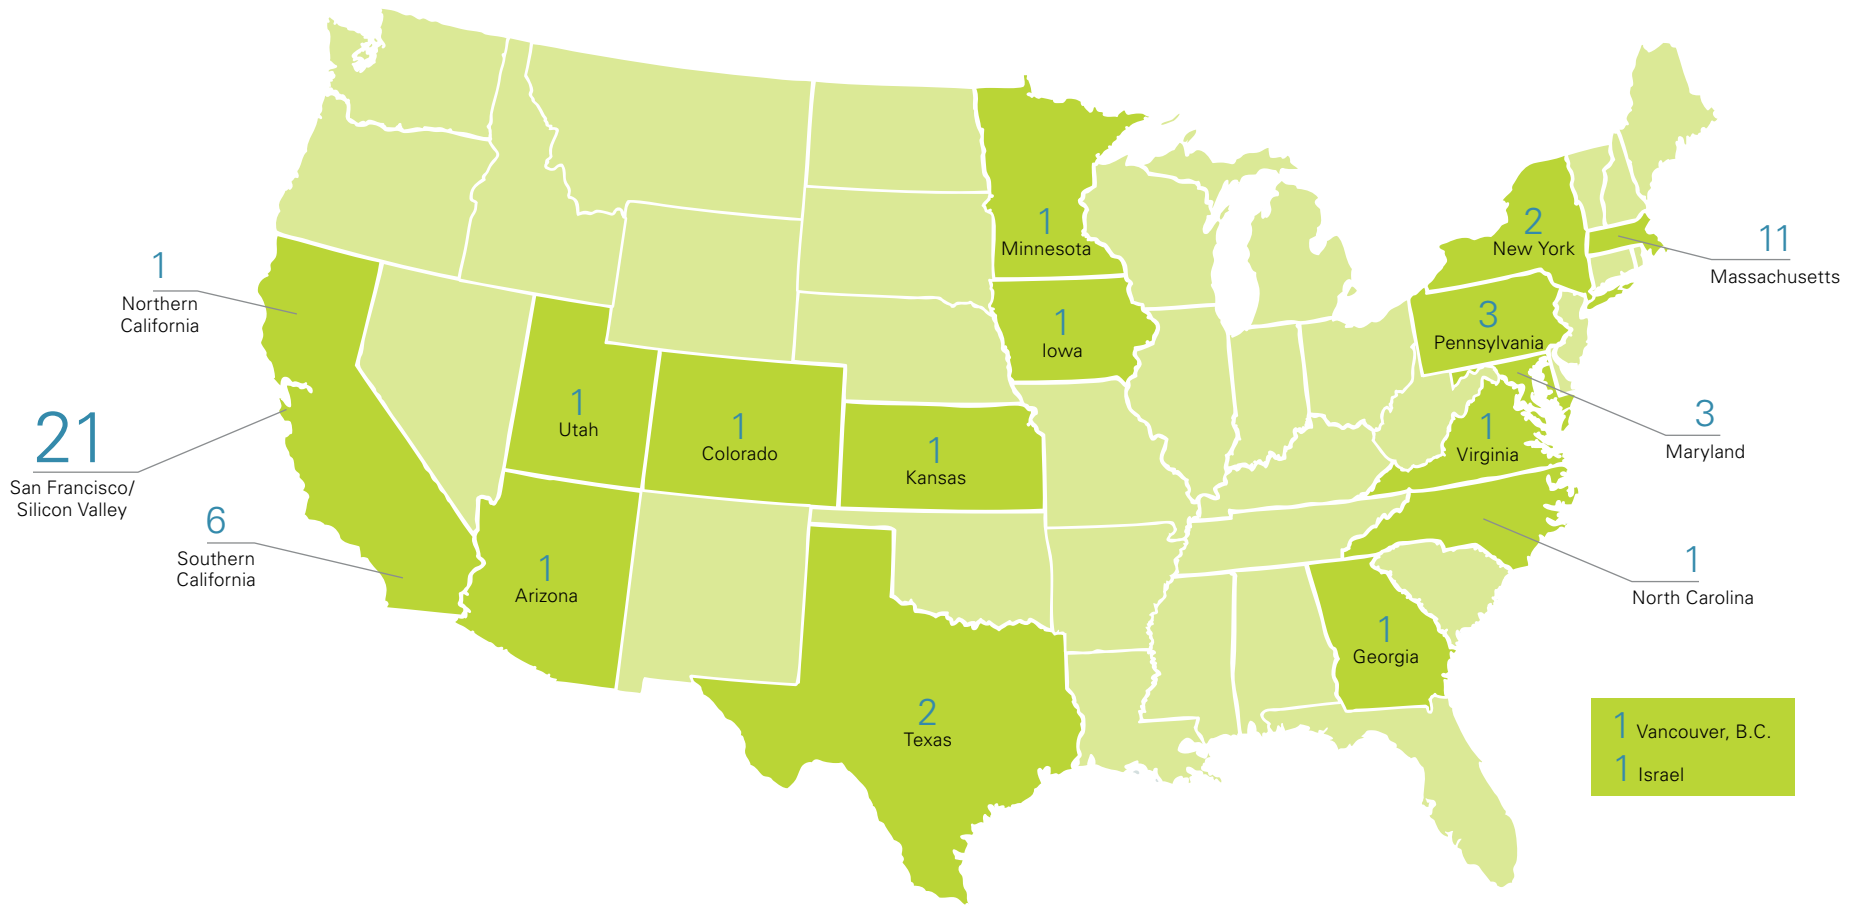 1
Northern
California
21
San Francisco/
Silicon Valley
6
Southern
California
1
Utah
1
Arizona
1
Colorado
1
Kansas
2
Texas
1
Minnesota
1
Iowa
2
New York
3
Pennsylvania
1
Virginia
1
Georgia
11
Massachusetts
3
Maryland
1
North Carolina
1 Vancouver, B.C.
1 Israel